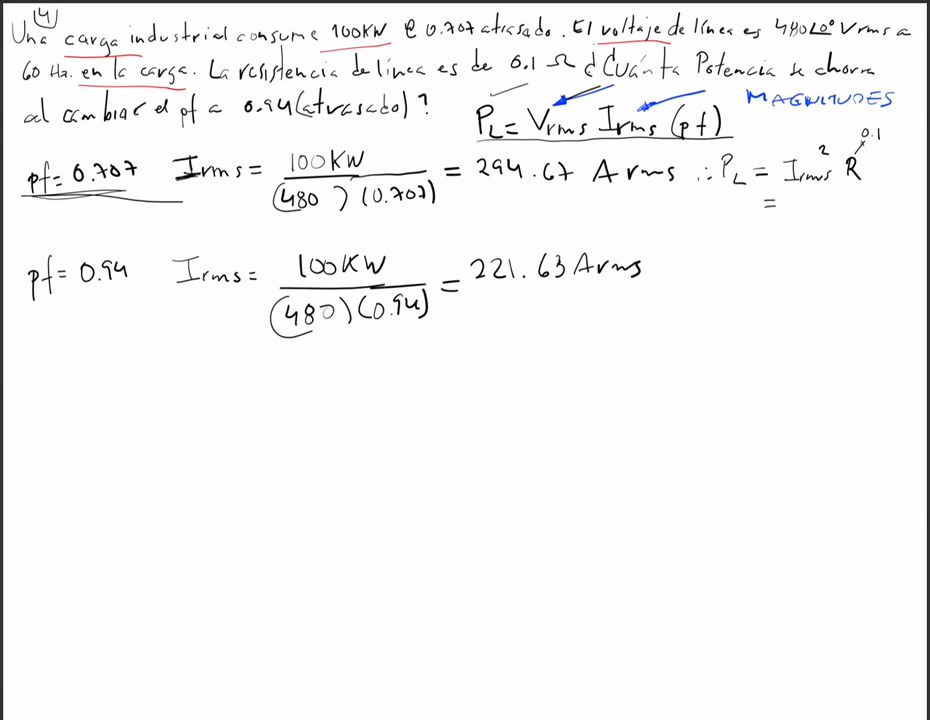 (4)
Una carga industrial consume 100KW @ 0.707 atrasado. El voltaje de línea es 480∠0° Vrms a
60 Hz. en la carga. La resistencia de línea es de 0.1 Ω ¿Cuánta Potencia se ahorra
al cambiar el pf a 0.94(atrasado)?
MAGNITUDES
PL = Vrms Irms (pf)
pf = 0.707 Irms = 100KW / (480)(0.707) = 294.67 Arms ∴ PL = Irms² R 0.1
=
pf = 0.94 Irms = 100KW / (480)(0.94) = 221.63 Arms